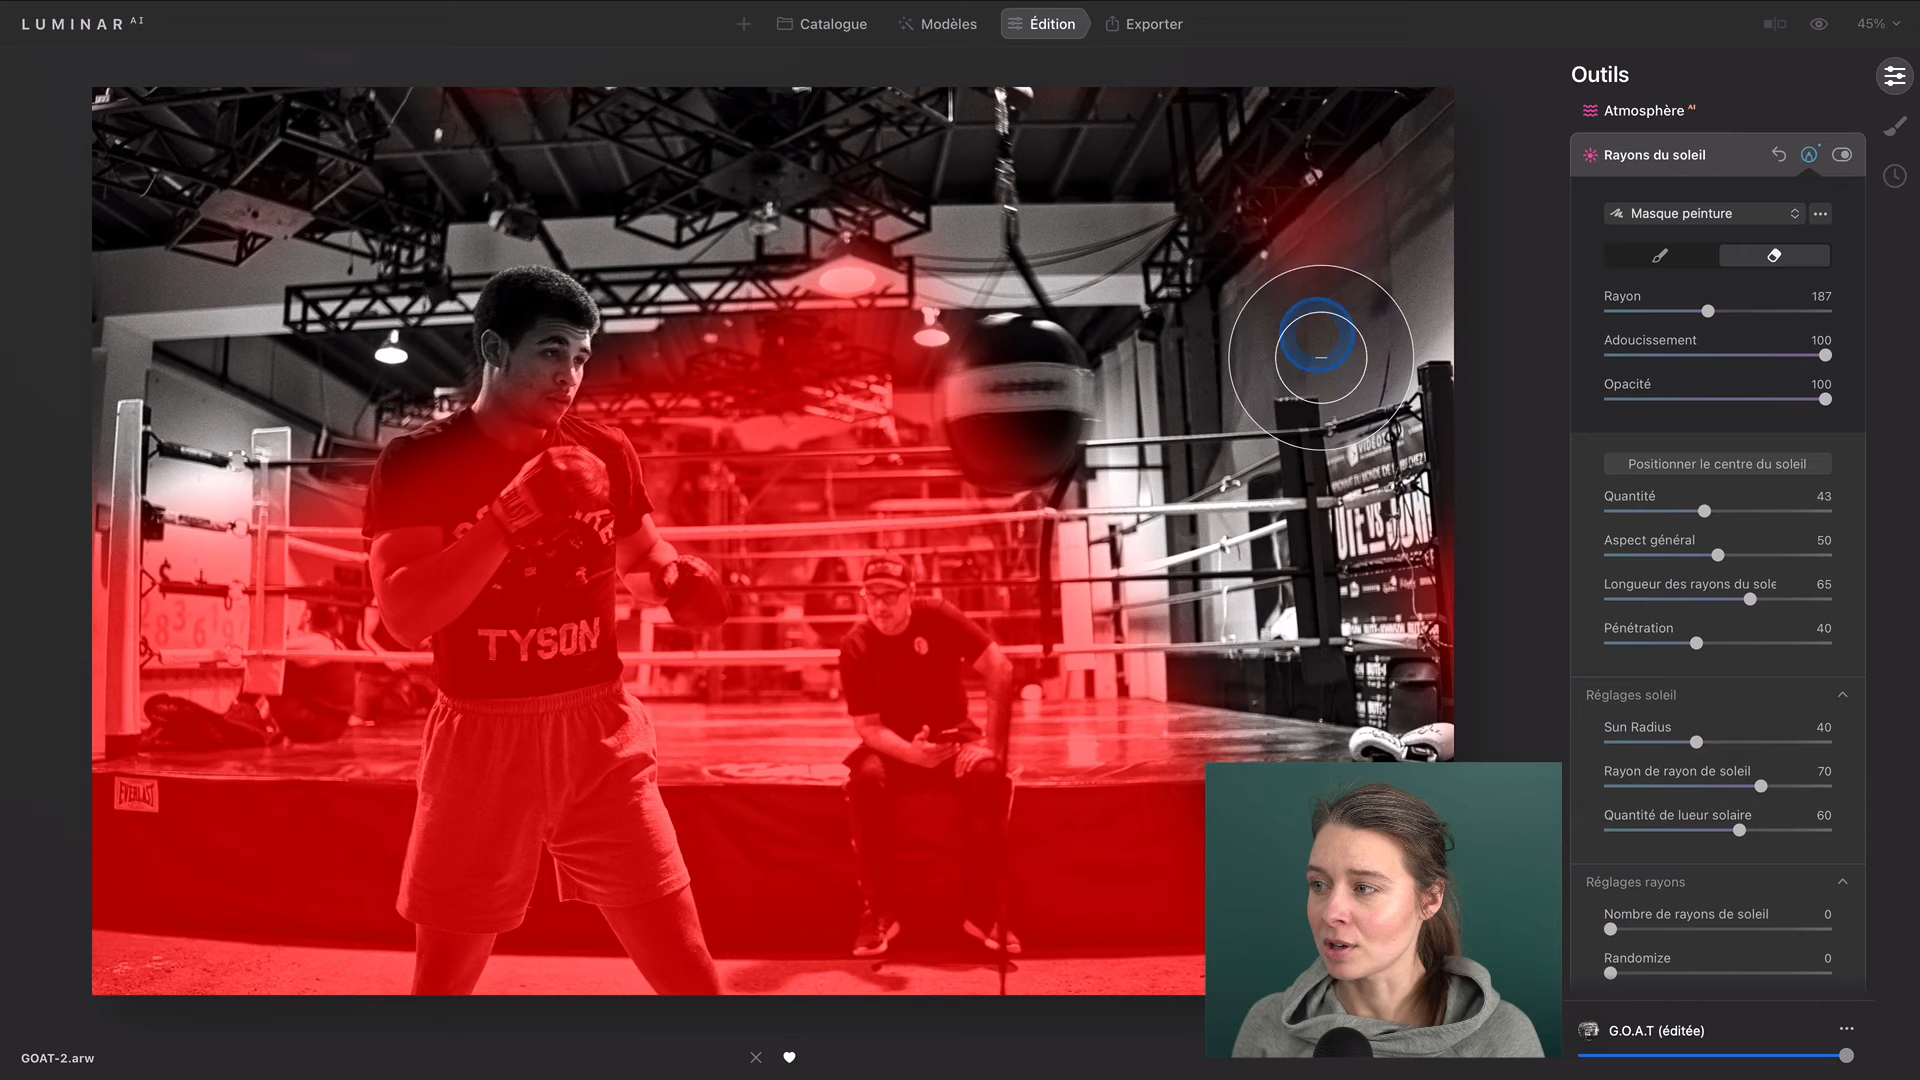 LUMINAR AI
Catalogue
Modèles
Édition
Exporter
45%
Outils
Atmosphère AI
Rayons du soleil
Masque peinture
Rayon 187
Adoucissement 100
Opacité 100
Positionner le centre du soleil
Quantité 43
Aspect général 50
Longueur des rayons du sole 65
Pénétration 40
Réglages soleil
Sun Radius 40
Rayon de rayon de soleil 70
Quantité de lueur solaire 60
Réglages rayons
Nombre de rayons de soleil 0
Randomize 0
G.O.A.T (éditée)
GOAT-2.arw
TYSON
EVERLAST